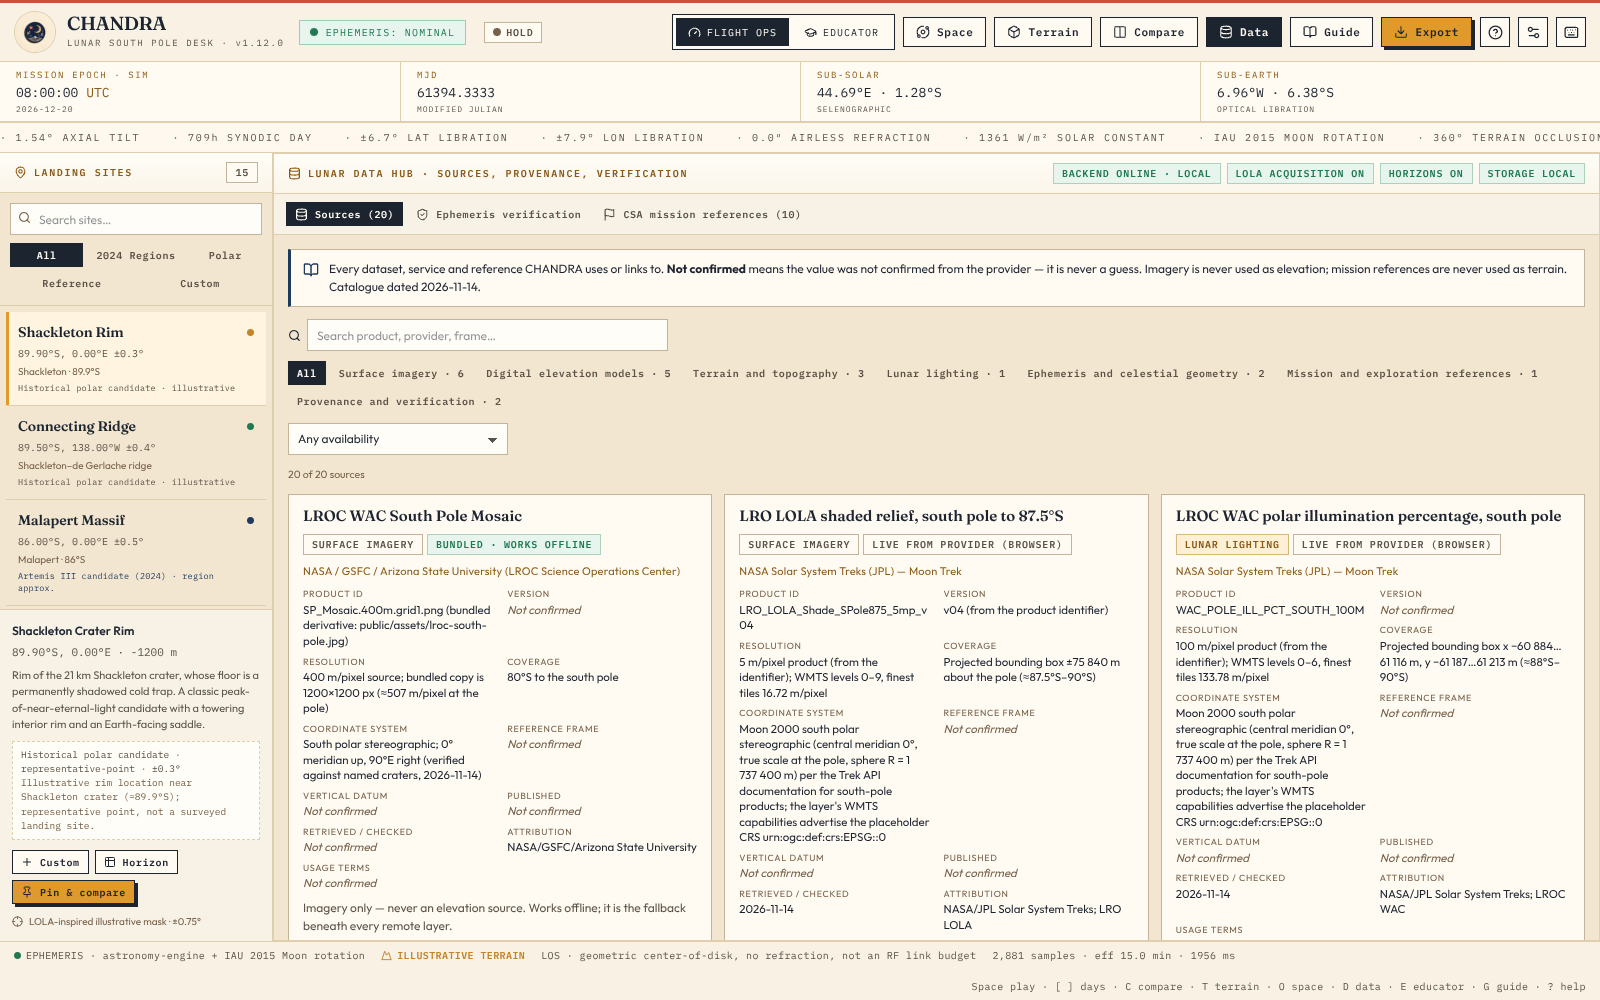 CHANDRA
LUNAR SOUTH POLE DESK · v1.12.0
EPHEMERIS: NOMINAL
HOLD
FLIGHT OPS
EDUCATOR
Space
Terrain
Compare
Data
Guide
Export
MISSION EPOCH · SIM
08:00:00 UTC
2026-12-20
MJD
61394.3333
MODIFIED JULIAN
SUB-SOLAR
44.69°E · 1.28°S
SELENOGRAPHIC
SUB-EARTH
6.96°W · 6.38°S
OPTICAL LIBRATION
· 1.54° AXIAL TILT · 709h SYNODIC DAY · ±6.7° LAT LIBRATION · ±7.9° LON LIBRATION · 0.0° AIRLESS REFRACTION · 1361 W/m² SOLAR CONSTANT · IAU 2015 MOON ROTATION · 360° TERRAIN OCCLUSION
LANDING SITES
15
Search sites…
All
2024 Regions
Polar
Reference
Custom
Shackleton Rim
89.90°S, 0.00°E ±0.3°
Shackleton · 89.9°S
Historical polar candidate · illustrative
Connecting Ridge
89.50°S, 138.00°W ±0.4°
Shackleton–de Gerlache ridge
Historical polar candidate · illustrative
Malapert Massif
86.00°S, 0.00°E ±0.5°
Malapert · 86°S
Artemis III candidate (2024) · region
approx.
Shackleton Crater Rim
89.90°S, 0.00°E · -1200 m
Rim of the 21 km Shackleton crater, whose floor is a
permanently shadowed cold trap. A classic peak-
of-near-eternal-light candidate with a towering
interior rim and an Earth-facing saddle.
Historical polar candidate ·
representative-point · ±0.3°
Illustrative rim location near
Shackleton crater (≈89.9°S);
representative point, not a surveyed
landing site.
Custom
Horizon
Pin & compare
LOLA-inspired illustrative mask · ±0.75°
LUNAR DATA HUB · SOURCES, PROVENANCE, VERIFICATION
BACKEND ONLINE · LOCAL
LOLA ACQUISITION ON
HORIZONS ON
STORAGE LOCAL
Sources (20)
Ephemeris verification
CSA mission references (10)
Every dataset, service and reference CHANDRA uses or links to. Not confirmed means the value was not confirmed from the provider — it is never a guess. Imagery is never used as elevation; mission references are never used as terrain.
Catalogue dated 2026-11-14.
Search product, provider, frame…
All
Surface imagery · 6
Digital elevation models · 5
Terrain and topography · 3
Lunar lighting · 1
Ephemeris and celestial geometry · 2
Mission and exploration references · 1
Provenance and verification · 2
Any availability
20 of 20 sources
LROC WAC South Pole Mosaic
SURFACE IMAGERY
BUNDLED · WORKS OFFLINE
NASA / GSFC / Arizona State University (LROC Science Operations Center)
PRODUCT ID
SP_Mosaic.400m.grid1.png (bundled
derivative: public/assets/lroc-south-
pole.jpg)
VERSION
Not confirmed
RESOLUTION
400 m/pixel source; bundled copy is
1200×1200 px (≈507 m/pixel at the
pole)
COVERAGE
80°S to the south pole
COORDINATE SYSTEM
South polar stereographic; 0°
meridian up, 90°E right (verified
against named craters, 2026-11-14)
REFERENCE FRAME
Not confirmed
VERTICAL DATUM
Not confirmed
PUBLISHED
Not confirmed
RETRIEVED / CHECKED
Not confirmed
ATTRIBUTION
NASA/GSFC/Arizona State University
USAGE TERMS
Not confirmed
Imagery only — never an elevation source. Works offline; it is the fallback
beneath every remote layer.
LRO LOLA shaded relief, south pole to 87.5°S
SURFACE IMAGERY
LIVE FROM PROVIDER (BROWSER)
NASA Solar System Treks (JPL) — Moon Trek
PRODUCT ID
LRO_LOLA_Shade_SPole875_5mp_v
04
VERSION
v04 (from the product identifier)
RESOLUTION
5 m/pixel product (from the
identifier); WMTS levels 0–9, finest
tiles 16.72 m/pixel
COVERAGE
Projected bounding box ±75 840 m
about the pole (≈87.5°S–90°S)
COORDINATE SYSTEM
Moon 2000 south polar
stereographic (central meridian 0°,
true scale at the pole, sphere R = 1
737 400 m) per the Trek API
documentation for south-pole
products; the layer's WMTS
capabilities advertise the placeholder
CRS urn:ogc:def:crs:EPSG::0
REFERENCE FRAME
Not confirmed
VERTICAL DATUM
Not confirmed
PUBLISHED
Not confirmed
RETRIEVED / CHECKED
2026-11-14
ATTRIBUTION
NASA/JPL Solar System Treks; LRO
LOLA
LROC WAC polar illumination percentage, south pole
LUNAR LIGHTING
LIVE FROM PROVIDER (BROWSER)
NASA Solar System Treks (JPL) — Moon Trek
PRODUCT ID
WAC_POLE_ILL_PCT_SOUTH_100M
VERSION
Not confirmed
RESOLUTION
100 m/pixel product (from the
identifier); WMTS levels 0–6, finest
tiles 133.78 m/pixel
COVERAGE
Projected bounding box x −60 884…
61 116 m, y −61 187…61 213 m (≈88°S–
90°S)
COORDINATE SYSTEM
Moon 2000 south polar
stereographic (central meridian 0°,
true scale at the pole, sphere R = 1
737 400 m) per the Trek API
documentation for south-pole
products; the layer's WMTS
capabilities advertise the placeholder
CRS urn:ogc:def:crs:EPSG::0
REFERENCE FRAME
Not confirmed
VERTICAL DATUM
Not confirmed
PUBLISHED
Not confirmed
RETRIEVED / CHECKED
2026-11-14
ATTRIBUTION
NASA/JPL Solar System Treks; LROC
WAC
USAGE TERMS
EPHEMERIS · astronomy-engine + IAU 2015 Moon rotation
ILLUSTRATIVE TERRAIN
LOS · geometric center-of-disk, no refraction, not an RF link budget
2,881 samples · eff 15.0 min · 1956 ms
Space play · [ ] days · C compare · T terrain · O space · D data · E educator · G guide · ? help